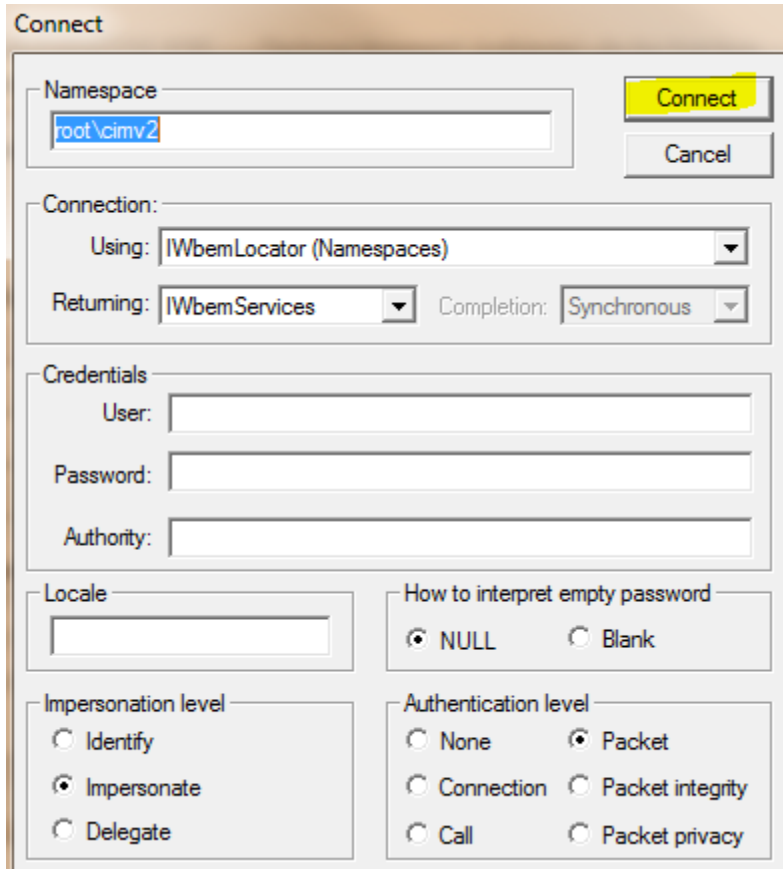 Connect
Namespace
root\cimv2
Connect
Cancel
Connection:
Using: IWbemLocator (Namespaces)
Returning: IWbemServices Completion: Synchronous
Credentials
User:
Password:
Authority:
Locale
How to interpret empty password
NULL Blank
Impersonation level
Identify
Impersonate
Delegate
Authentication level
None Packet
Connection Packet integrity
Call Packet privacy